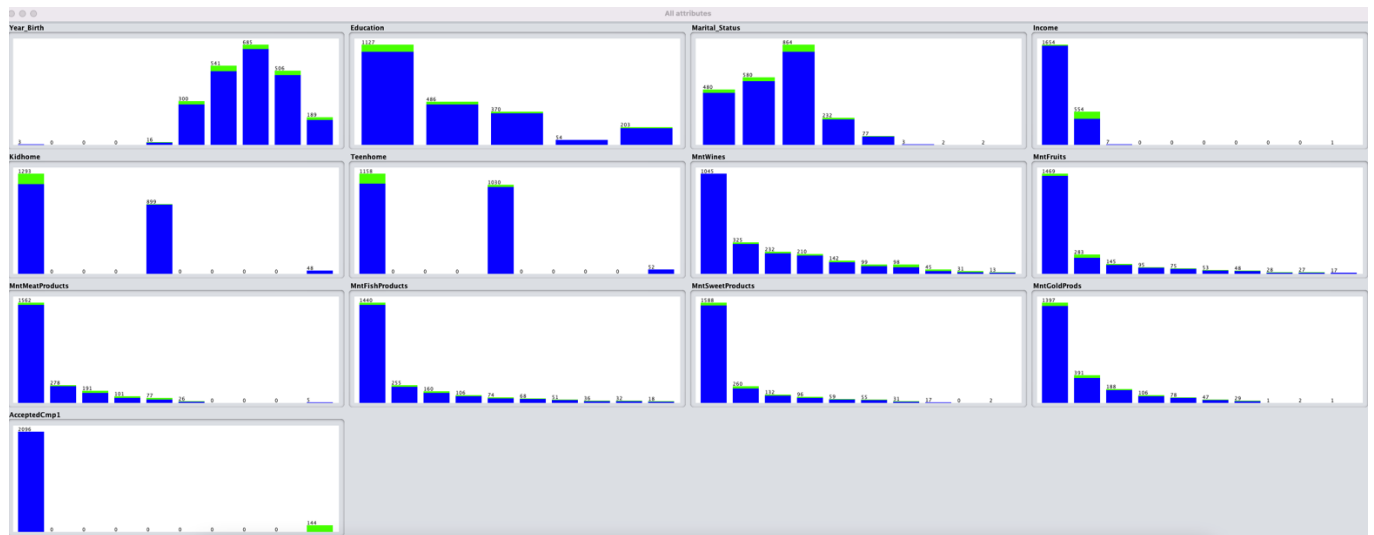 All attributes
Year_Birth Education Marital_Status Income
3 0 0 0 16 300 541 685 506 189
1127 486 370 54 203
480 580 864 232 77 3 2 2
1654 554 7 0 0 0 0 0 0 1
Kidhome Teenhome MntWines MntFruits
1293 0 0 0 899 0 0 0 0 48
1158 0 0 0 1030 0 0 0 0 52
1045 325 232 210 142 99 98 45 31 13
1469 283 145 95 75 53 48 28 27 17
MntMeatProducts MntFishProducts MntSweetProducts MntGoldProds
1562 279 191 101 77 26 0 0 0 5
1440 255 160 106 74 68 51 36 32 18
1588 260 132 96 59 55 31 17 0 2
1397 391 188 106 78 47 29 1 2 1
AcceptedCmp1
2096 0 0 0 0 0 0 0 0 144